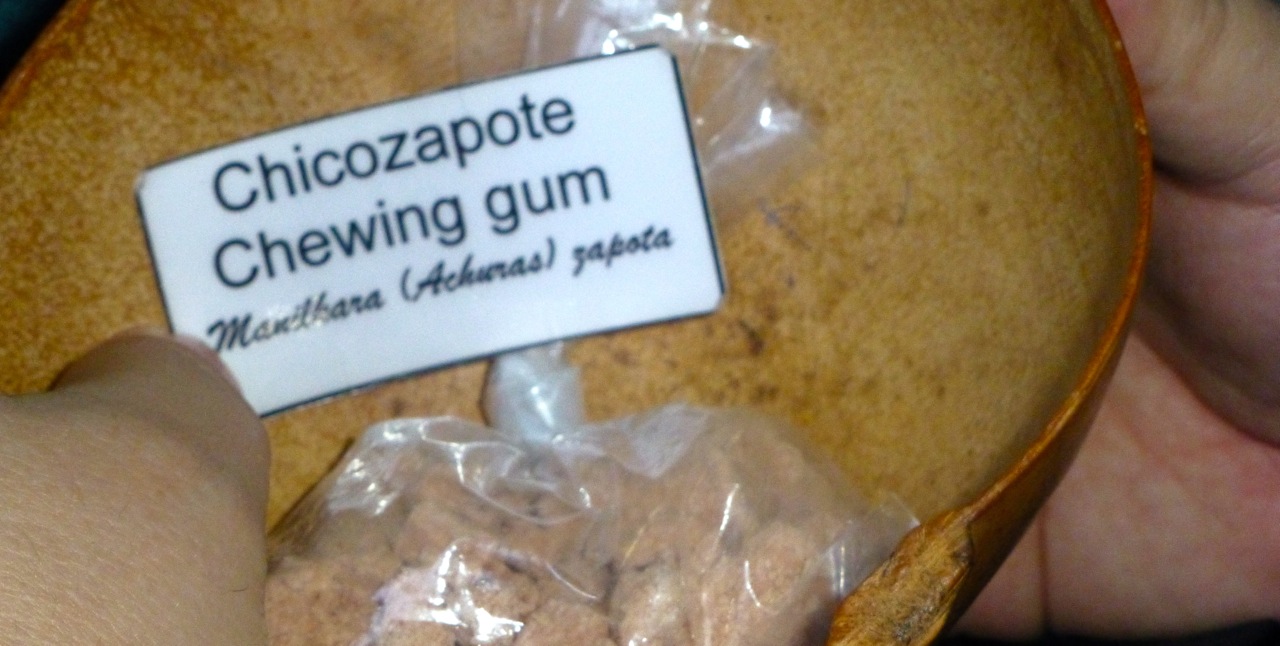 Chicozapote
Chewing gum
Manilkara (Achuras) zapota